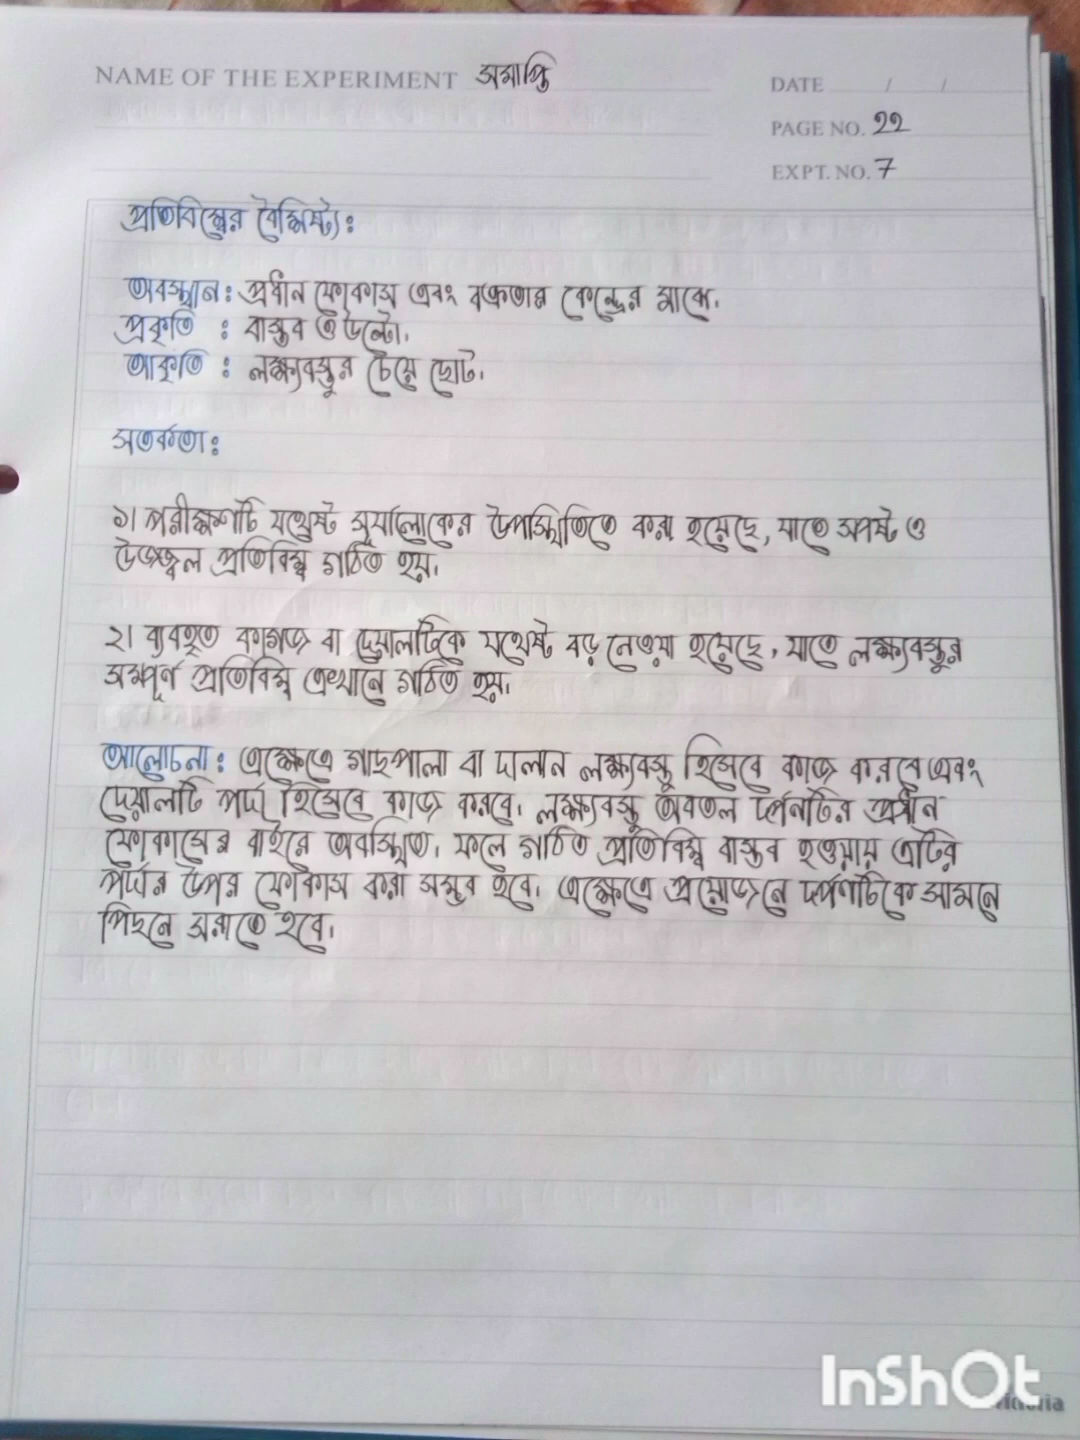 NAME OF THE EXPERIMENT সমাপ্তি
DATE / /
PAGE NO. 22
EXPT. NO. 7
প্রতিবিম্বের বৈশিষ্ট্য:
অবস্থান: প্রধান ফোকাস এবং বক্রতার কেন্দ্রের মাঝে।
প্রকৃতি : বাস্তব ও উল্টো।
আকৃতি : লক্ষ্যবস্তুর চেয়ে ছোট।
সতর্কতা:
১। পরীক্ষণটি যথেষ্ট সূর্যালোকের উপস্থিতিতে করা হয়েছে, যাতে স্পষ্ট ও
উজ্জ্বল প্রতিবিম্ব গঠিত হয়।
২। ব্যবহৃত কাগজ বা দেয়ালটিকে যথেষ্ট বড় নেওয়া হয়েছে, যাতে লক্ষ্যবস্তুর
সম্পূর্ণ প্রতিবিম্ব এখানে গঠিত হয়।
আলোচনা: এক্ষেত্রে গাছপালা বা দালান লক্ষ্যবস্তু হিসেবে কাজ করবে এবং
দেয়ালটি পর্দা হিসেবে কাজ করবে। লক্ষ্যবস্তু অবতল দর্পনটির প্রধান
ফোকাসের বাইরে অবস্থিত। ফলে গঠিত প্রতিবিম্ব বাস্তব হওয়ায় এটির
পর্দার উপর ফোকাস করা সম্ভব হবে। এক্ষেত্রে প্রয়োজনে দর্পণটিকে সামনে
পিছনে সরাতে হবে।
InShOt